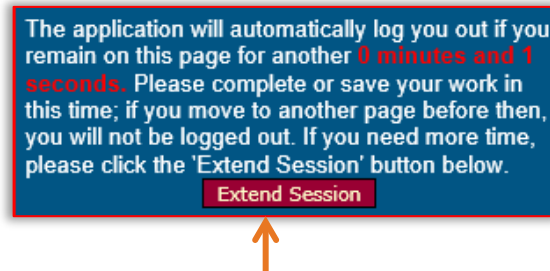 The application will automatically log you out if you
remain on this page for another 0 minutes and 1
seconds. Please complete or save your work in
this time; if you move to another page before then,
you will not be logged out. If you need more time,
please click the 'Extend Session' button below.
Extend Session